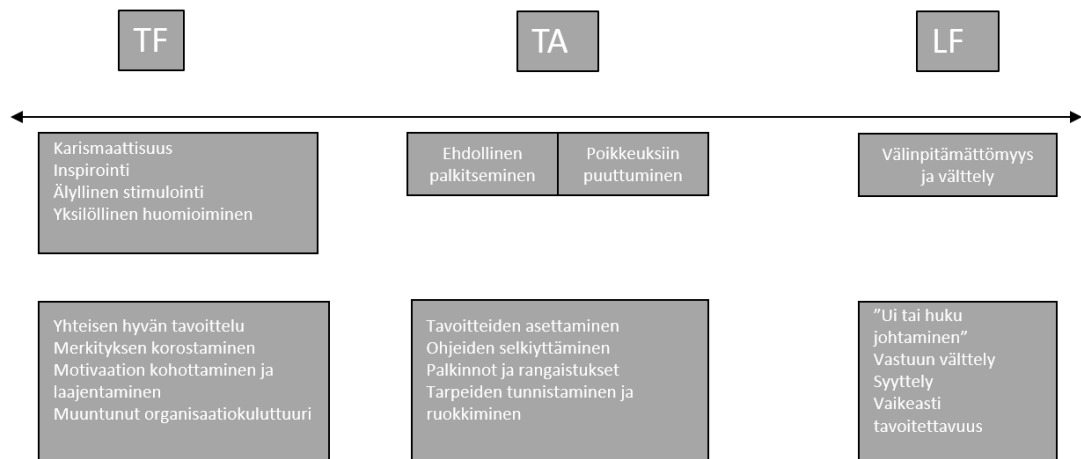 TF
TA
LF
Karismaattisuus
Inspirointi
Älyllinen stimulointi
Yksilöllinen huomioiminen
Ehdollinen
palkitseminen
Poikkeuksiin
puuttuminen
Välinpitämättömyys
ja välttely
Yhteisen hyvän tavoittelu
Merkityksen korostaminen
Motivaation kohottaminen ja
laajentaminen
Muuntunut organisaatiokuluttuuri
Tavoitteiden asettaminen
Ohjeiden selkiyttäminen
Palkinnot ja rangaistukset
Tarpeiden tunnistaminen ja
ruokkiminen
”Ui tai huku
johtaminen”
Vastuun välttely
Syyttely
Vaikeasti
tavoitettavuus